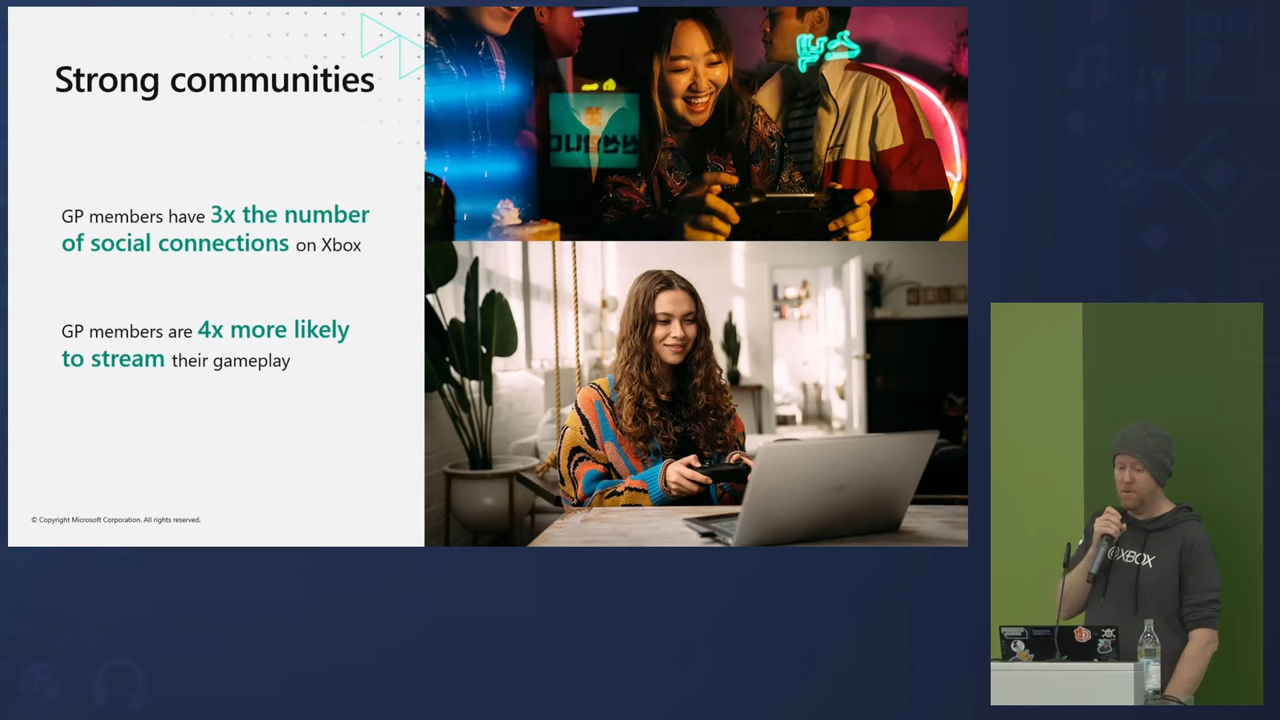 Strong communities
GP members have 3x the number
of social connections on Xbox
GP members are 4x more likely
to stream their gameplay
© Copyright Microsoft Corporation. All rights reserved.
XBOX